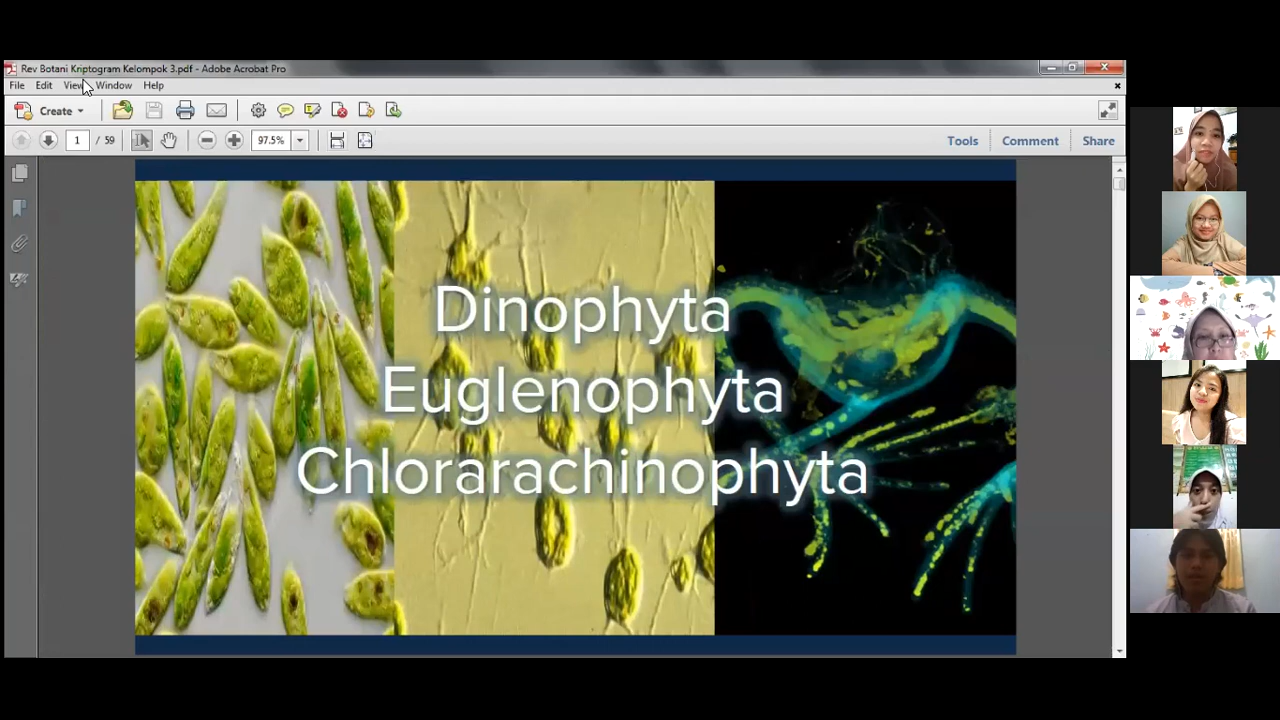 Rev Botani Kriptogram Kelompok 3.pdf - Adobe Acrobat Pro
File Edit View Window Help
Create
1 / 59 97.5% Tools Comment Share
Dinophyta
Euglenophyta
Chlorarachinophyta